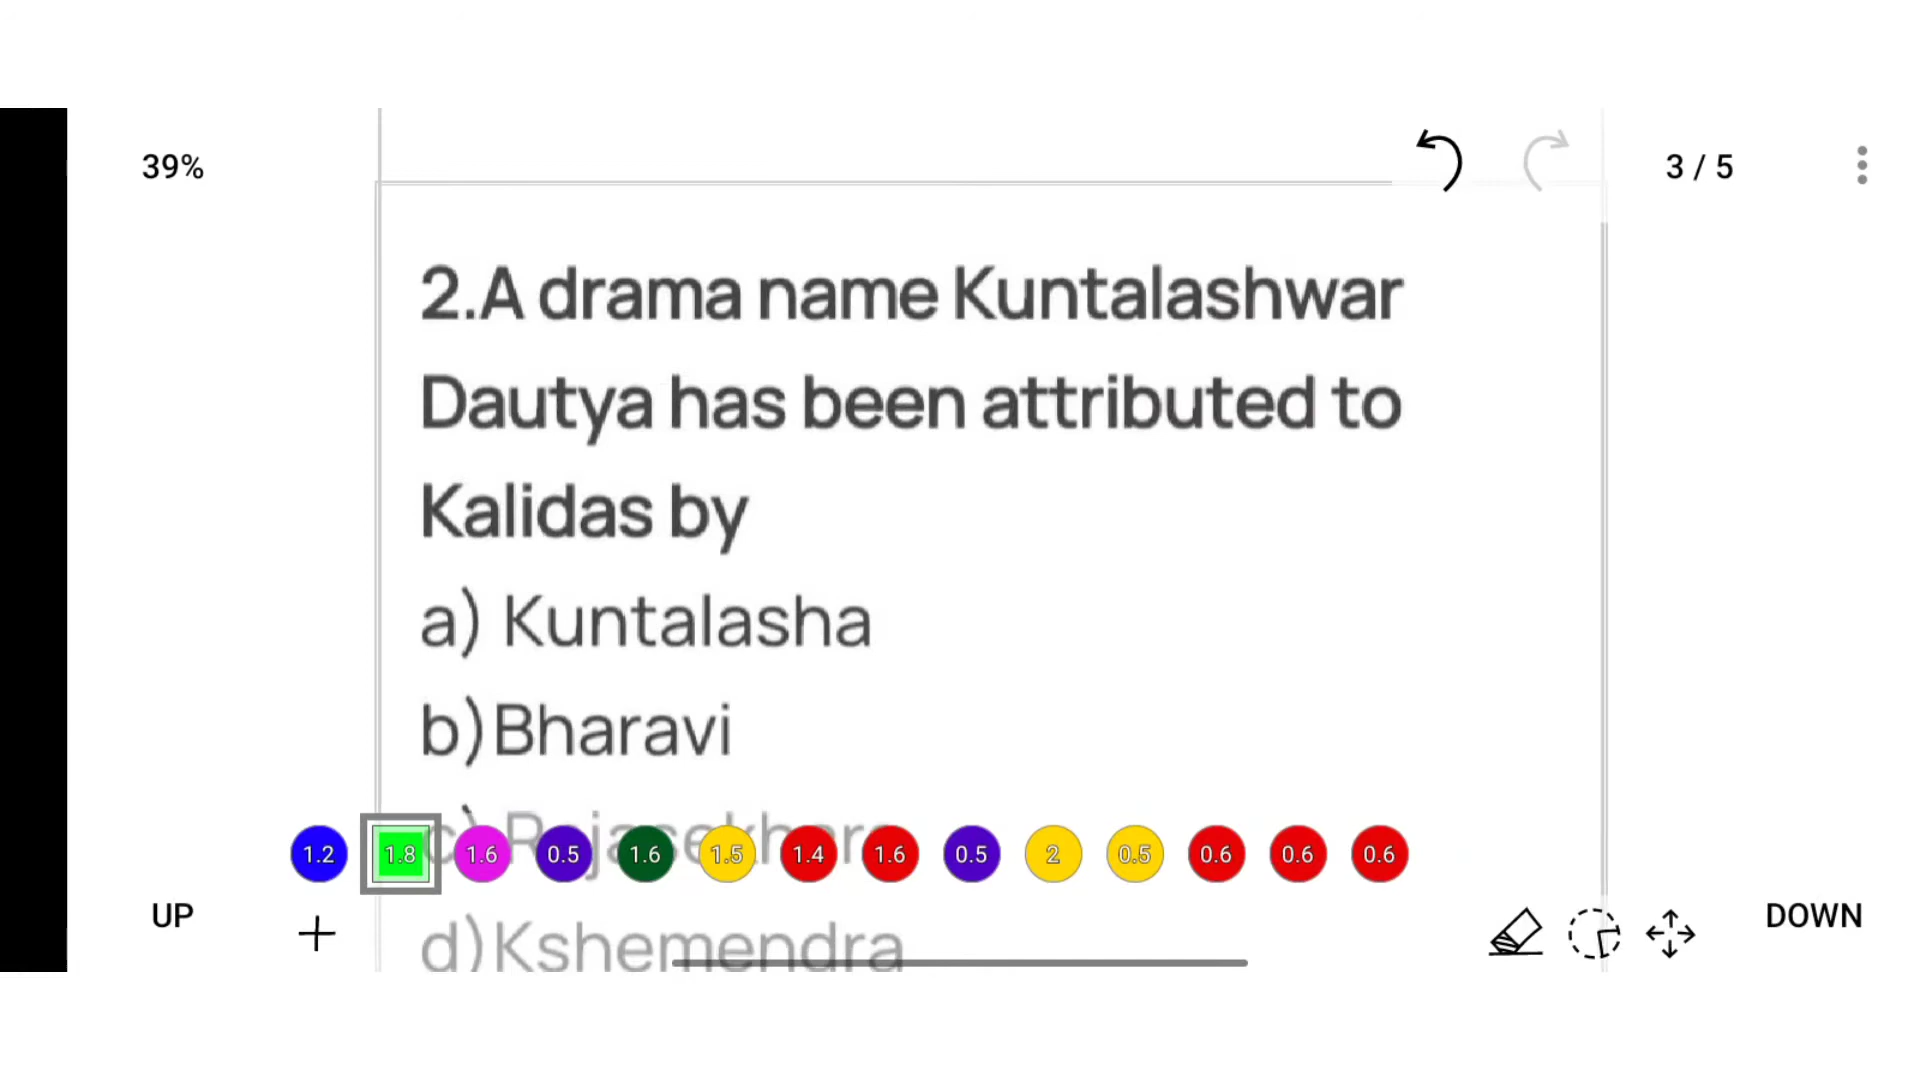 39%
3 / 5
2.A drama name Kuntalashwar
Dautya has been attributed to
Kalidas by
a) Kuntalasha
b)Bharavi
c) Rajasekhara
1.2 1.8 1.6 0.5 1.6 1.5 1.4 1.6 0.5 2 0.5 0.6 0.6 0.6
UP
DOWN
d)Kshemendra